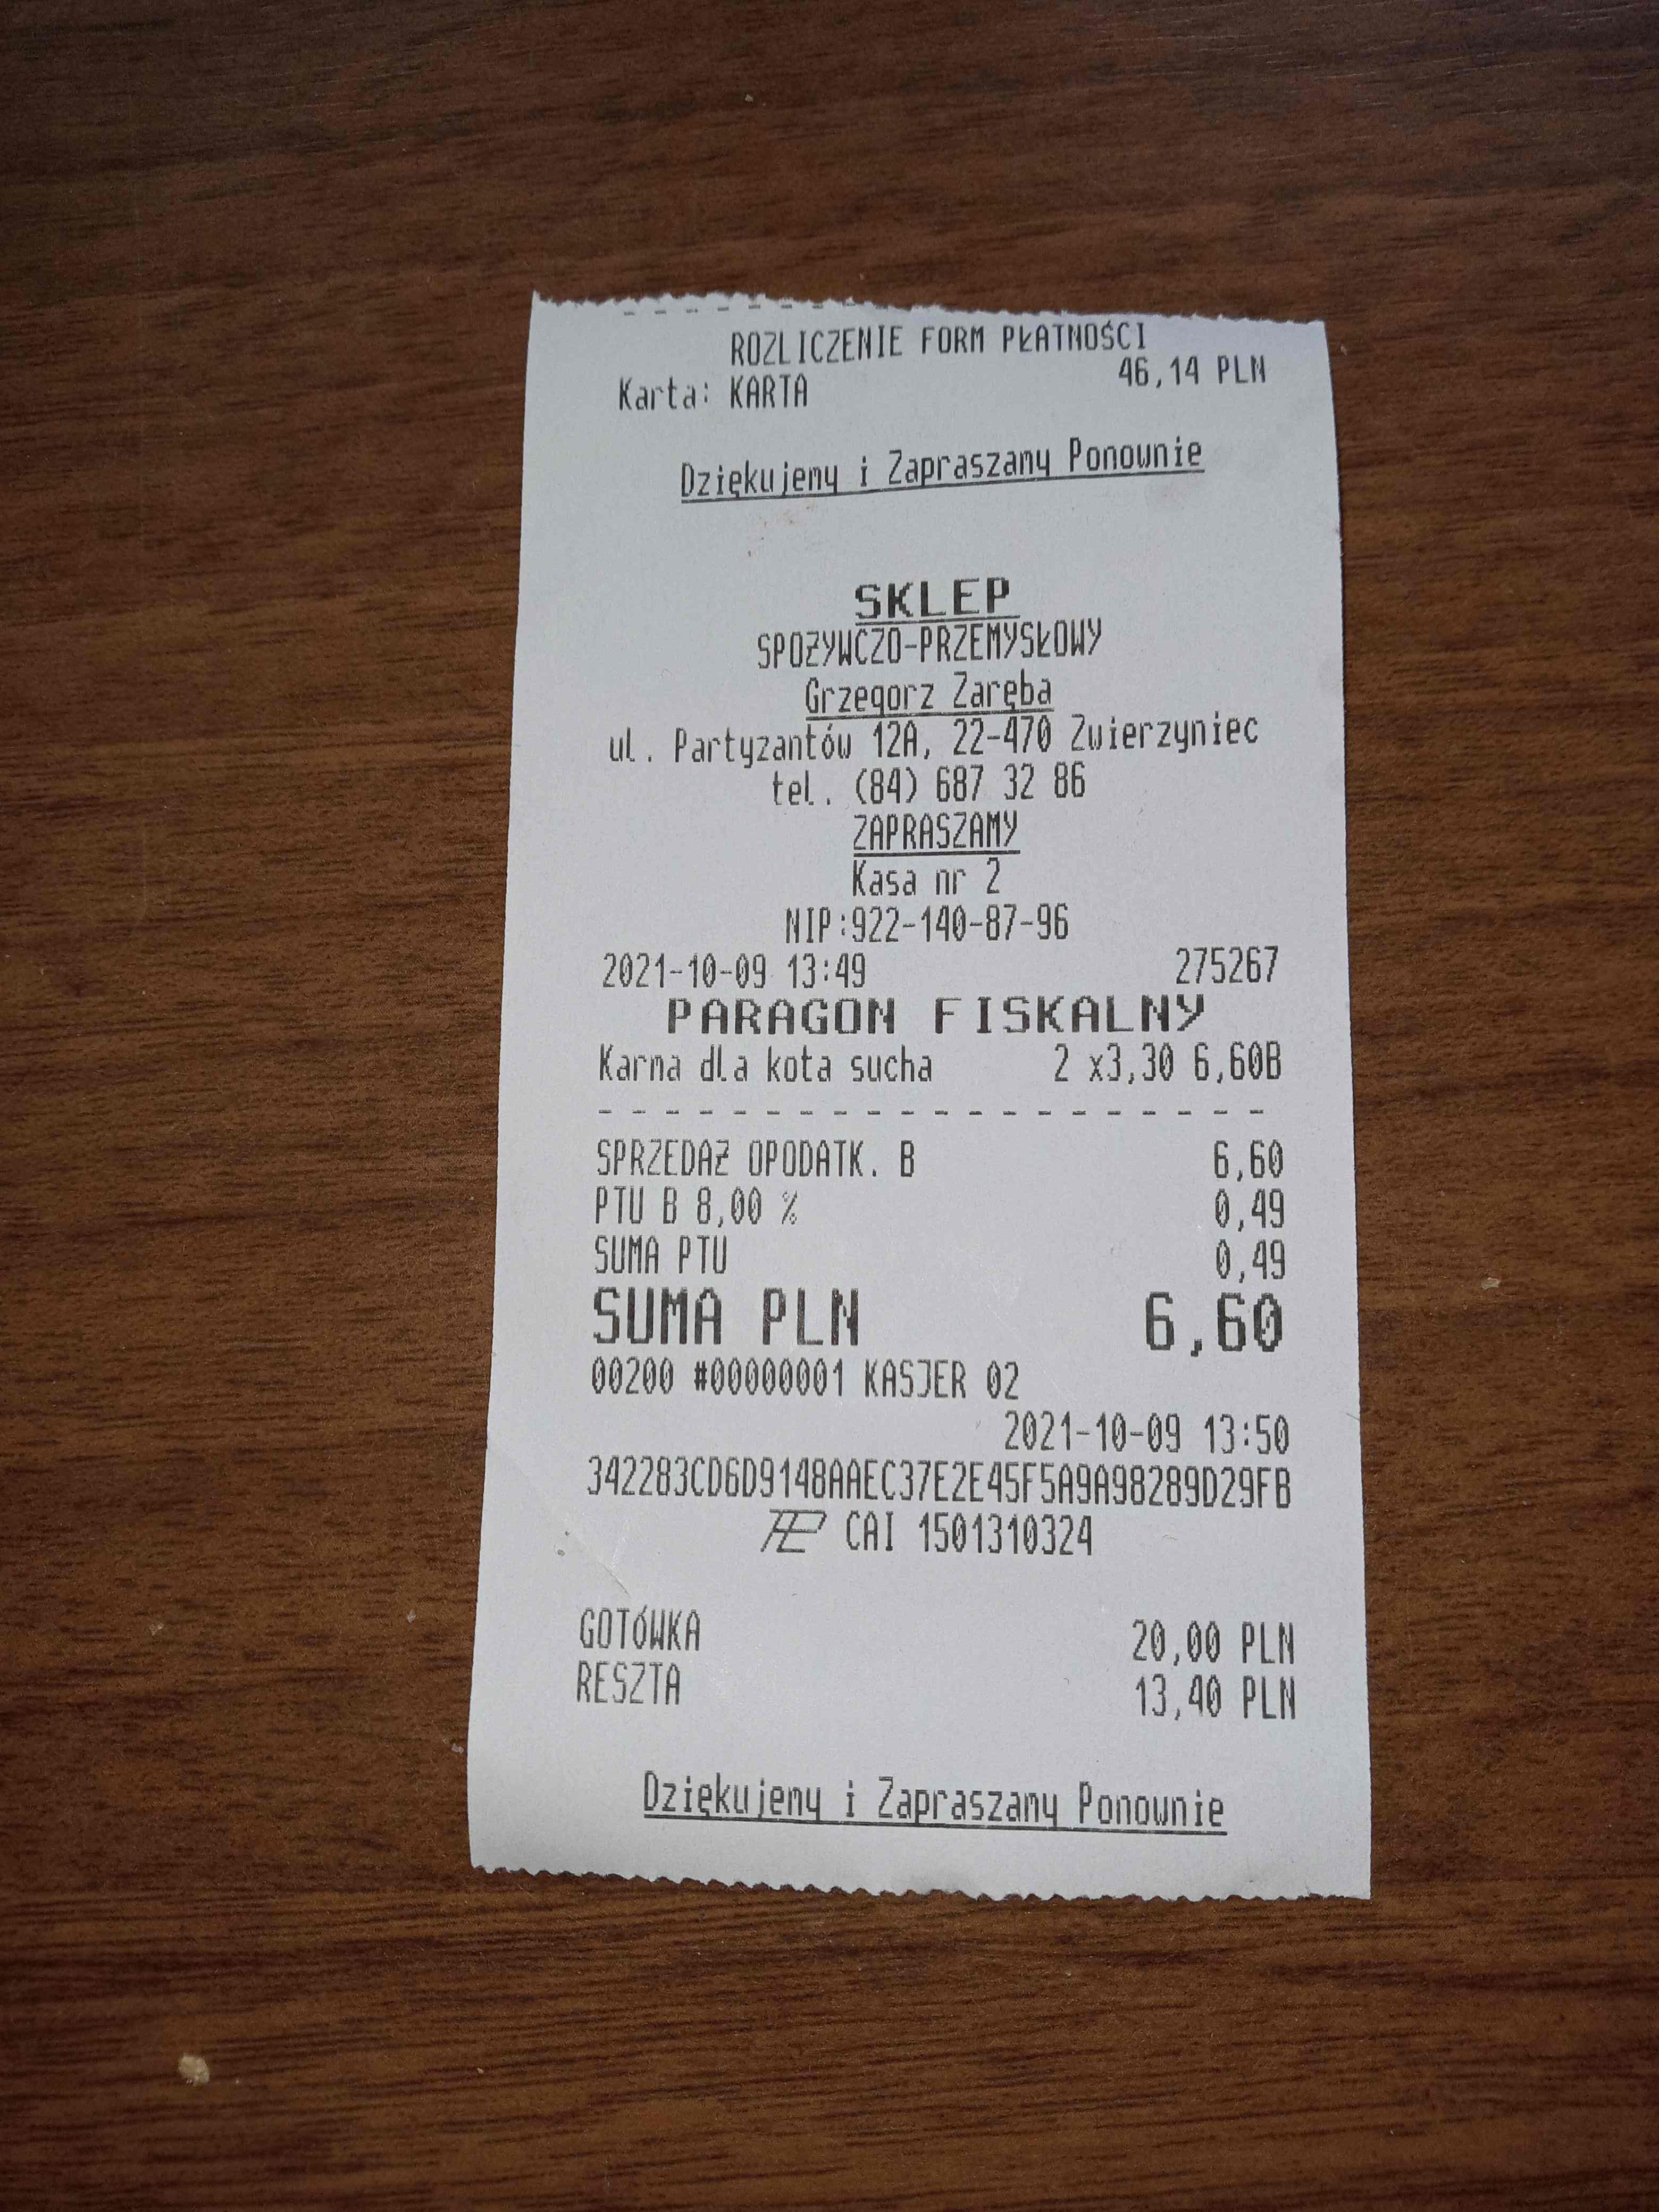 ROZLICZENIE FORM PŁATNOŚCI
Karta: KARTA 46,14 PLN
Dziękujemy i Zapraszamy Ponownie
SKLEP
SPOŻYWCZO-PRZEMYSŁOWY
Grzegorz Zaręba
ul. Partyzantów 12A, 22-470 Zwierzyniec
tel. (84) 687 32 86
ZAPRASZAMY
Kasa nr 2
NIP:922-140-87-96
2021-10-09 13:49 275267
PARAGON FISKALNY
Karma dla kota sucha 2 x3,30 6,60B
SPRZEDAŻ OPODATK. B 6,60
PTU B 8,00 % 0,49
SUMA PTU 0,49
SUMA PLN 6,60
00200 #00000001 KASJER 02
2021-10-09 13:50
342283CD6D9148AAEC37E2E45F5A9A98289D29FB
CAI 1501310324
GOTÓWKA 20,00 PLN
RESZTA 13,40 PLN
Dziękujemy i Zapraszamy Ponownie